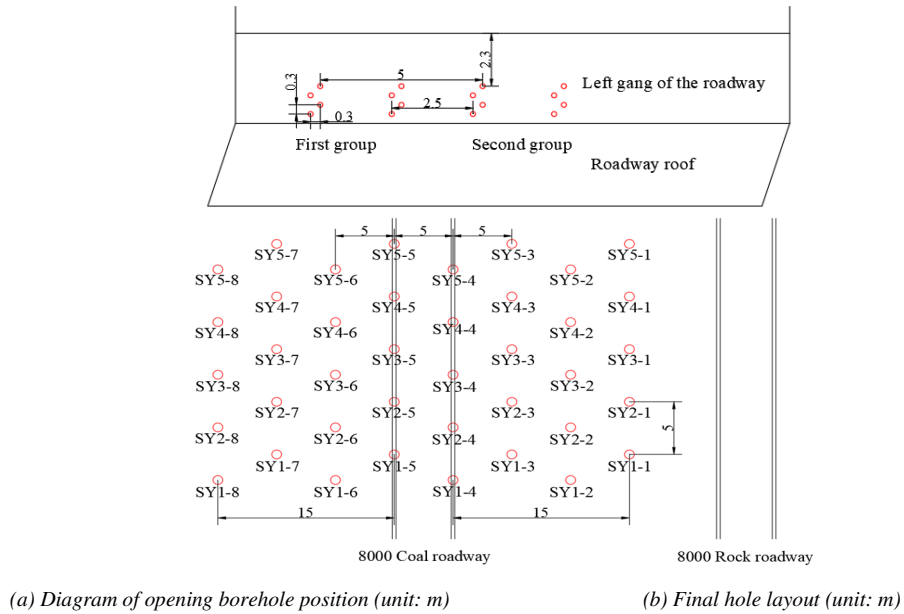 2.3
0.3
5
Left gang of the roadway
2.5
0.3
First group
Second group
Roadway roof
5
5
5
SY5-7
SY5-5
SY5-3
SY5-1
SY5-8
SY5-6
SY5-4
SY5-2
SY4-7
SY4-5
SY4-3
SY4-1
SY4-8
SY4-6
SY4-4
SY4-2
SY3-7
SY3-5
SY3-3
SY3-1
SY3-8
SY3-6
SY3-4
SY3-2
SY2-7
SY2-5
SY2-3
SY2-1
5
SY2-8
SY2-6
SY2-4
SY2-2
SY1-7
SY1-5
SY1-3
SY1-1
SY1-8
SY1-6
SY1-4
SY1-2
15
15
8000 Coal roadway
8000 Rock roadway
(a) Diagram of opening borehole position (unit: m)
(b) Final hole layout (unit: m)